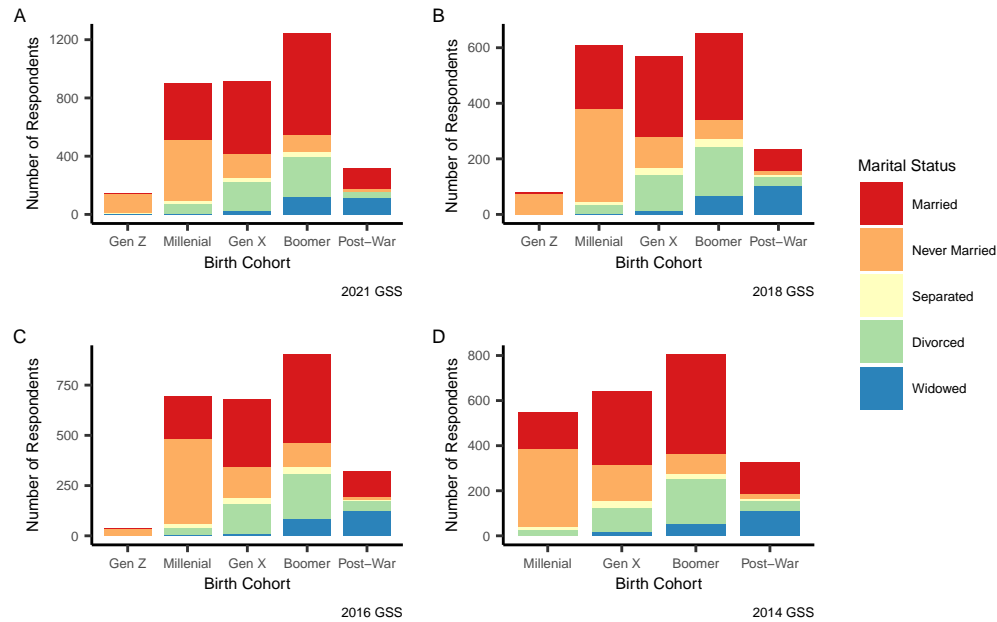 A
Number of Respondents
1200
800
400
0
Gen Z Millenial Gen X Boomer Post−War
Birth Cohort
2021 GSS
B
Number of Respondents
600
400
200
0
Gen Z Millenial Gen X Boomer Post−War
Birth Cohort
2018 GSS
C
Number of Respondents
750
500
250
0
Gen Z Millenial Gen X Boomer Post−War
Birth Cohort
2016 GSS
D
Number of Respondents
800
600
400
200
0
Millenial Gen X Boomer Post−War
Birth Cohort
2014 GSS
Marital Status
Married
Never Married
Separated
Divorced
Widowed